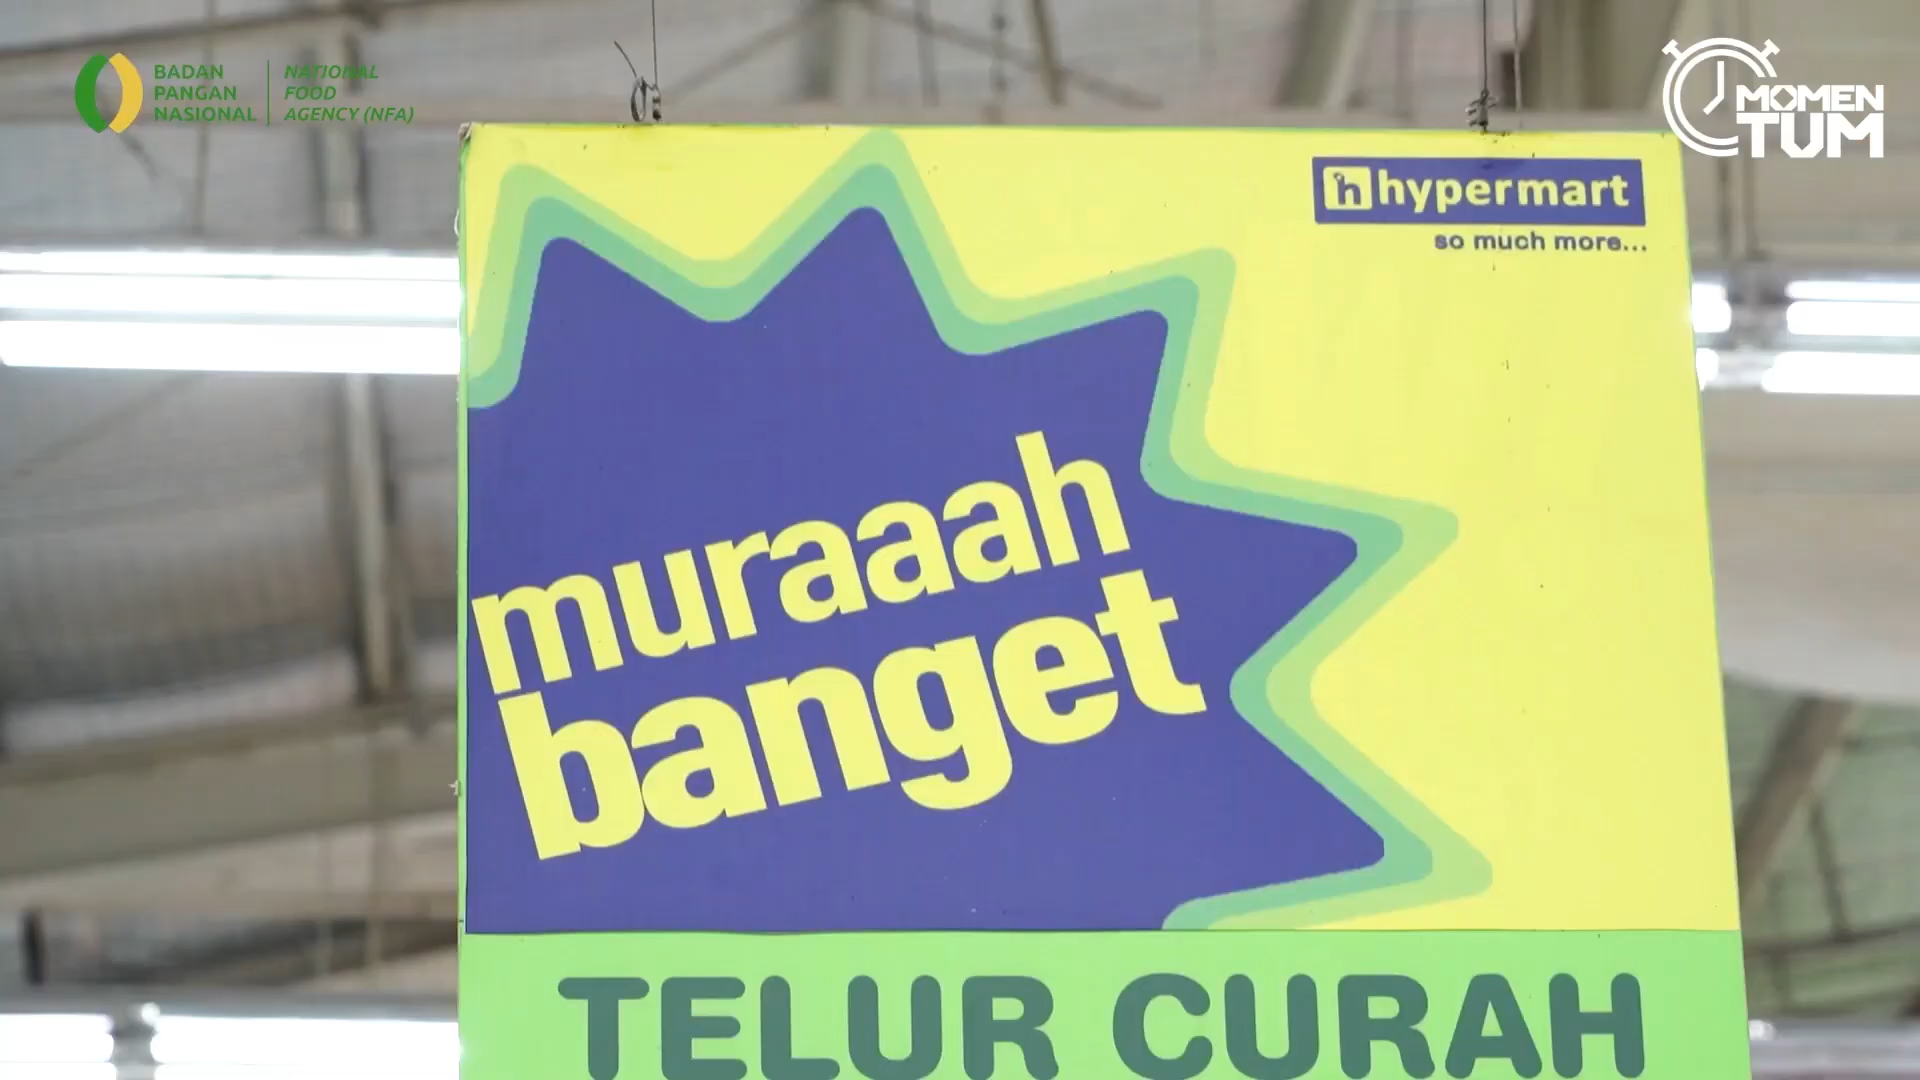 BADAN
PANGAN
NASIONAL
NATIONAL
FOOD
AGENCY (NFA)
MOMEN
TUM
h hypermart
so much more...
muraaah
banget
TELUR CURAH